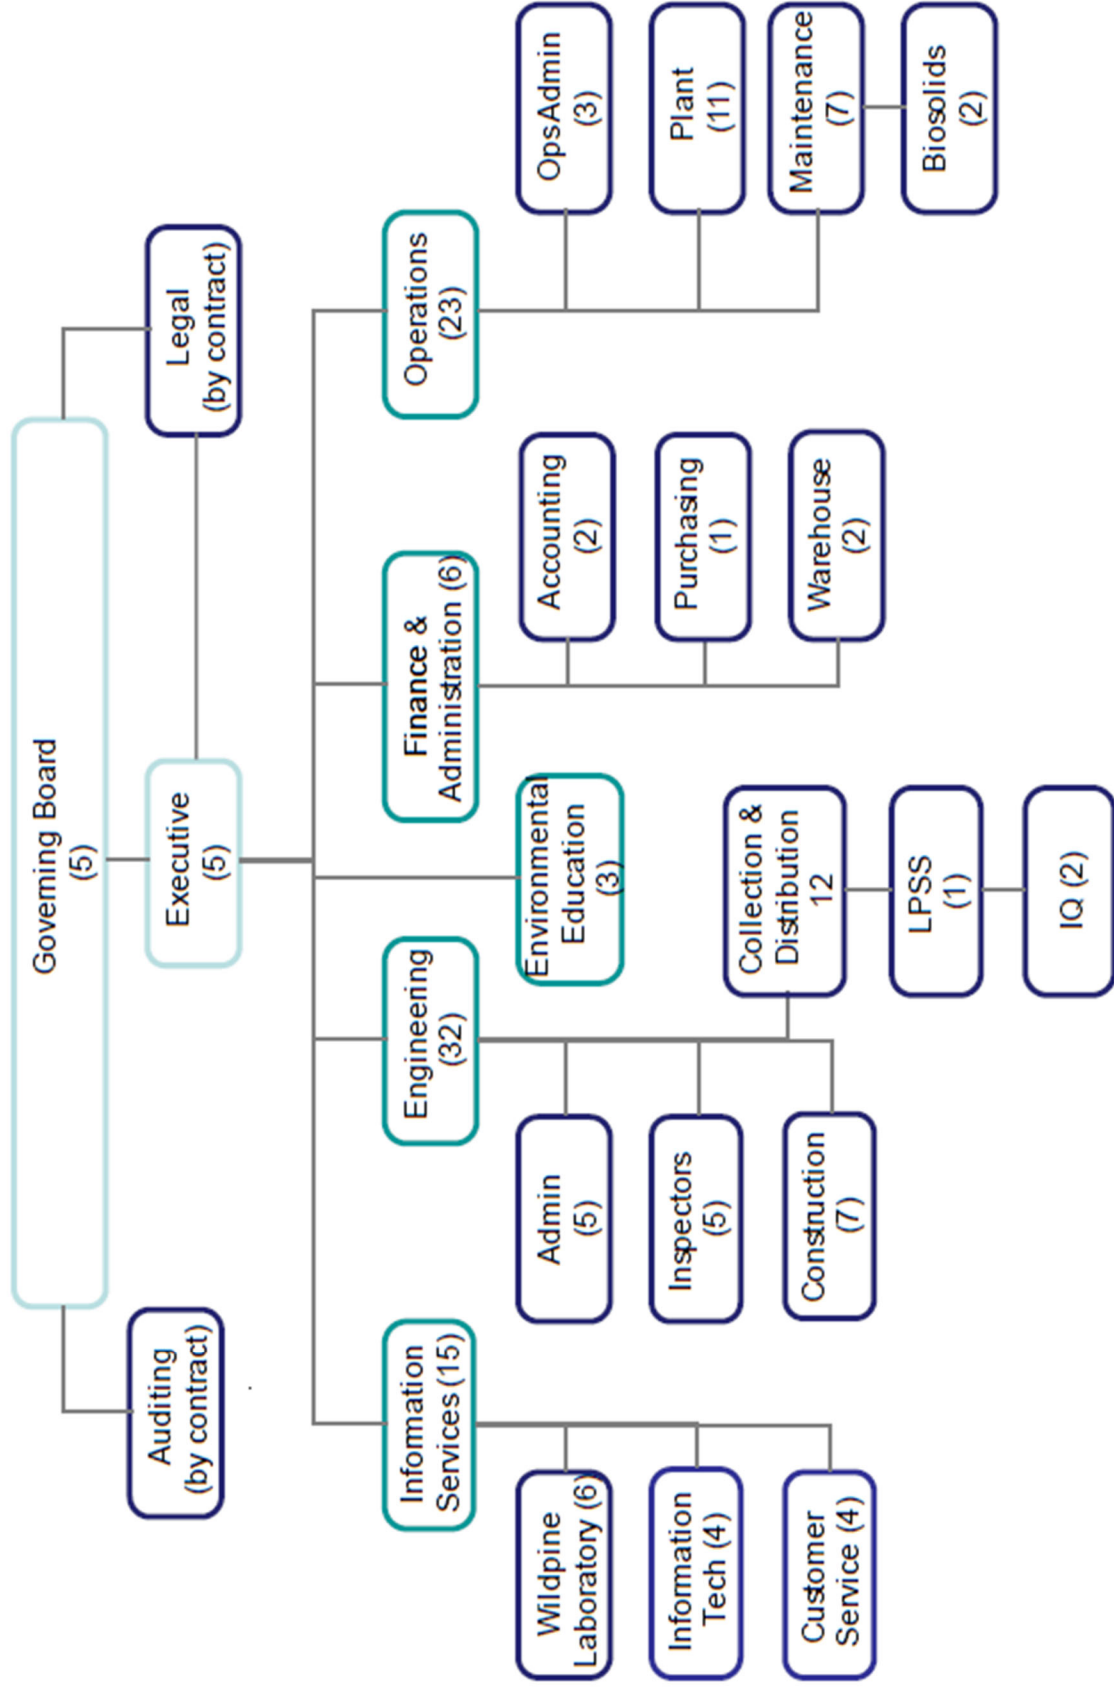 Governing Board
(5)
Auditing
(by contract)
Executive
(5)
Legal
(by contract)
Information
Services (15)
Engineering
(32)
Finance &
Administration (6)
Operations
(23)
Wildpine
Laboratory (6)
Information
Tech (4)
Customer
Service (4)
Admin
(5)
Inspectors
(5)
Construction
(7)
Environmental
Education
(3)
Collection &
Distribution
12
LPSS
(1)
IQ (2)
Accounting
(2)
Purchasing
(1)
Warehouse
(2)
OpsAdmin
(3)
Plant
(11)
Maintenance
(7)
Biosolids
(2)